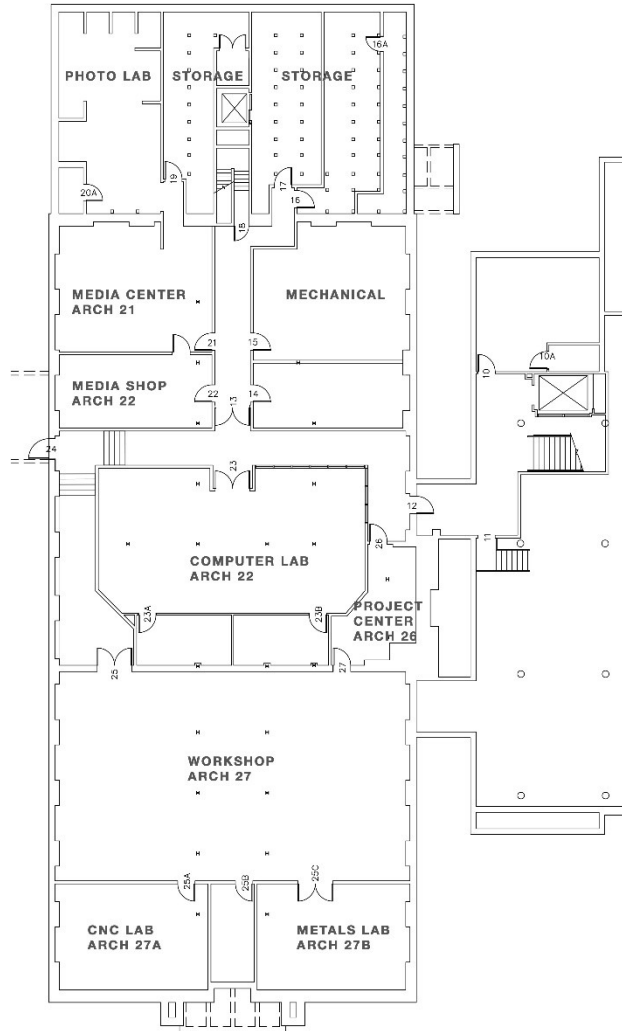 16A
PHOTO LAB
STORAGE
STORAGE
19
17
20A
16
18
MEDIA CENTER
ARCH 21
MECHANICAL
21
15
10
10A
MEDIA SHOP
ARCH 22
22
13
14
24
23
12
26
11
COMPUTER LAB
ARCH 22
23A
23B
PROJECT
CENTER
ARCH 26
25
27
WORKSHOP
ARCH 27
25A
25B
25C
CNC LAB
ARCH 27A
METALS LAB
ARCH 27B